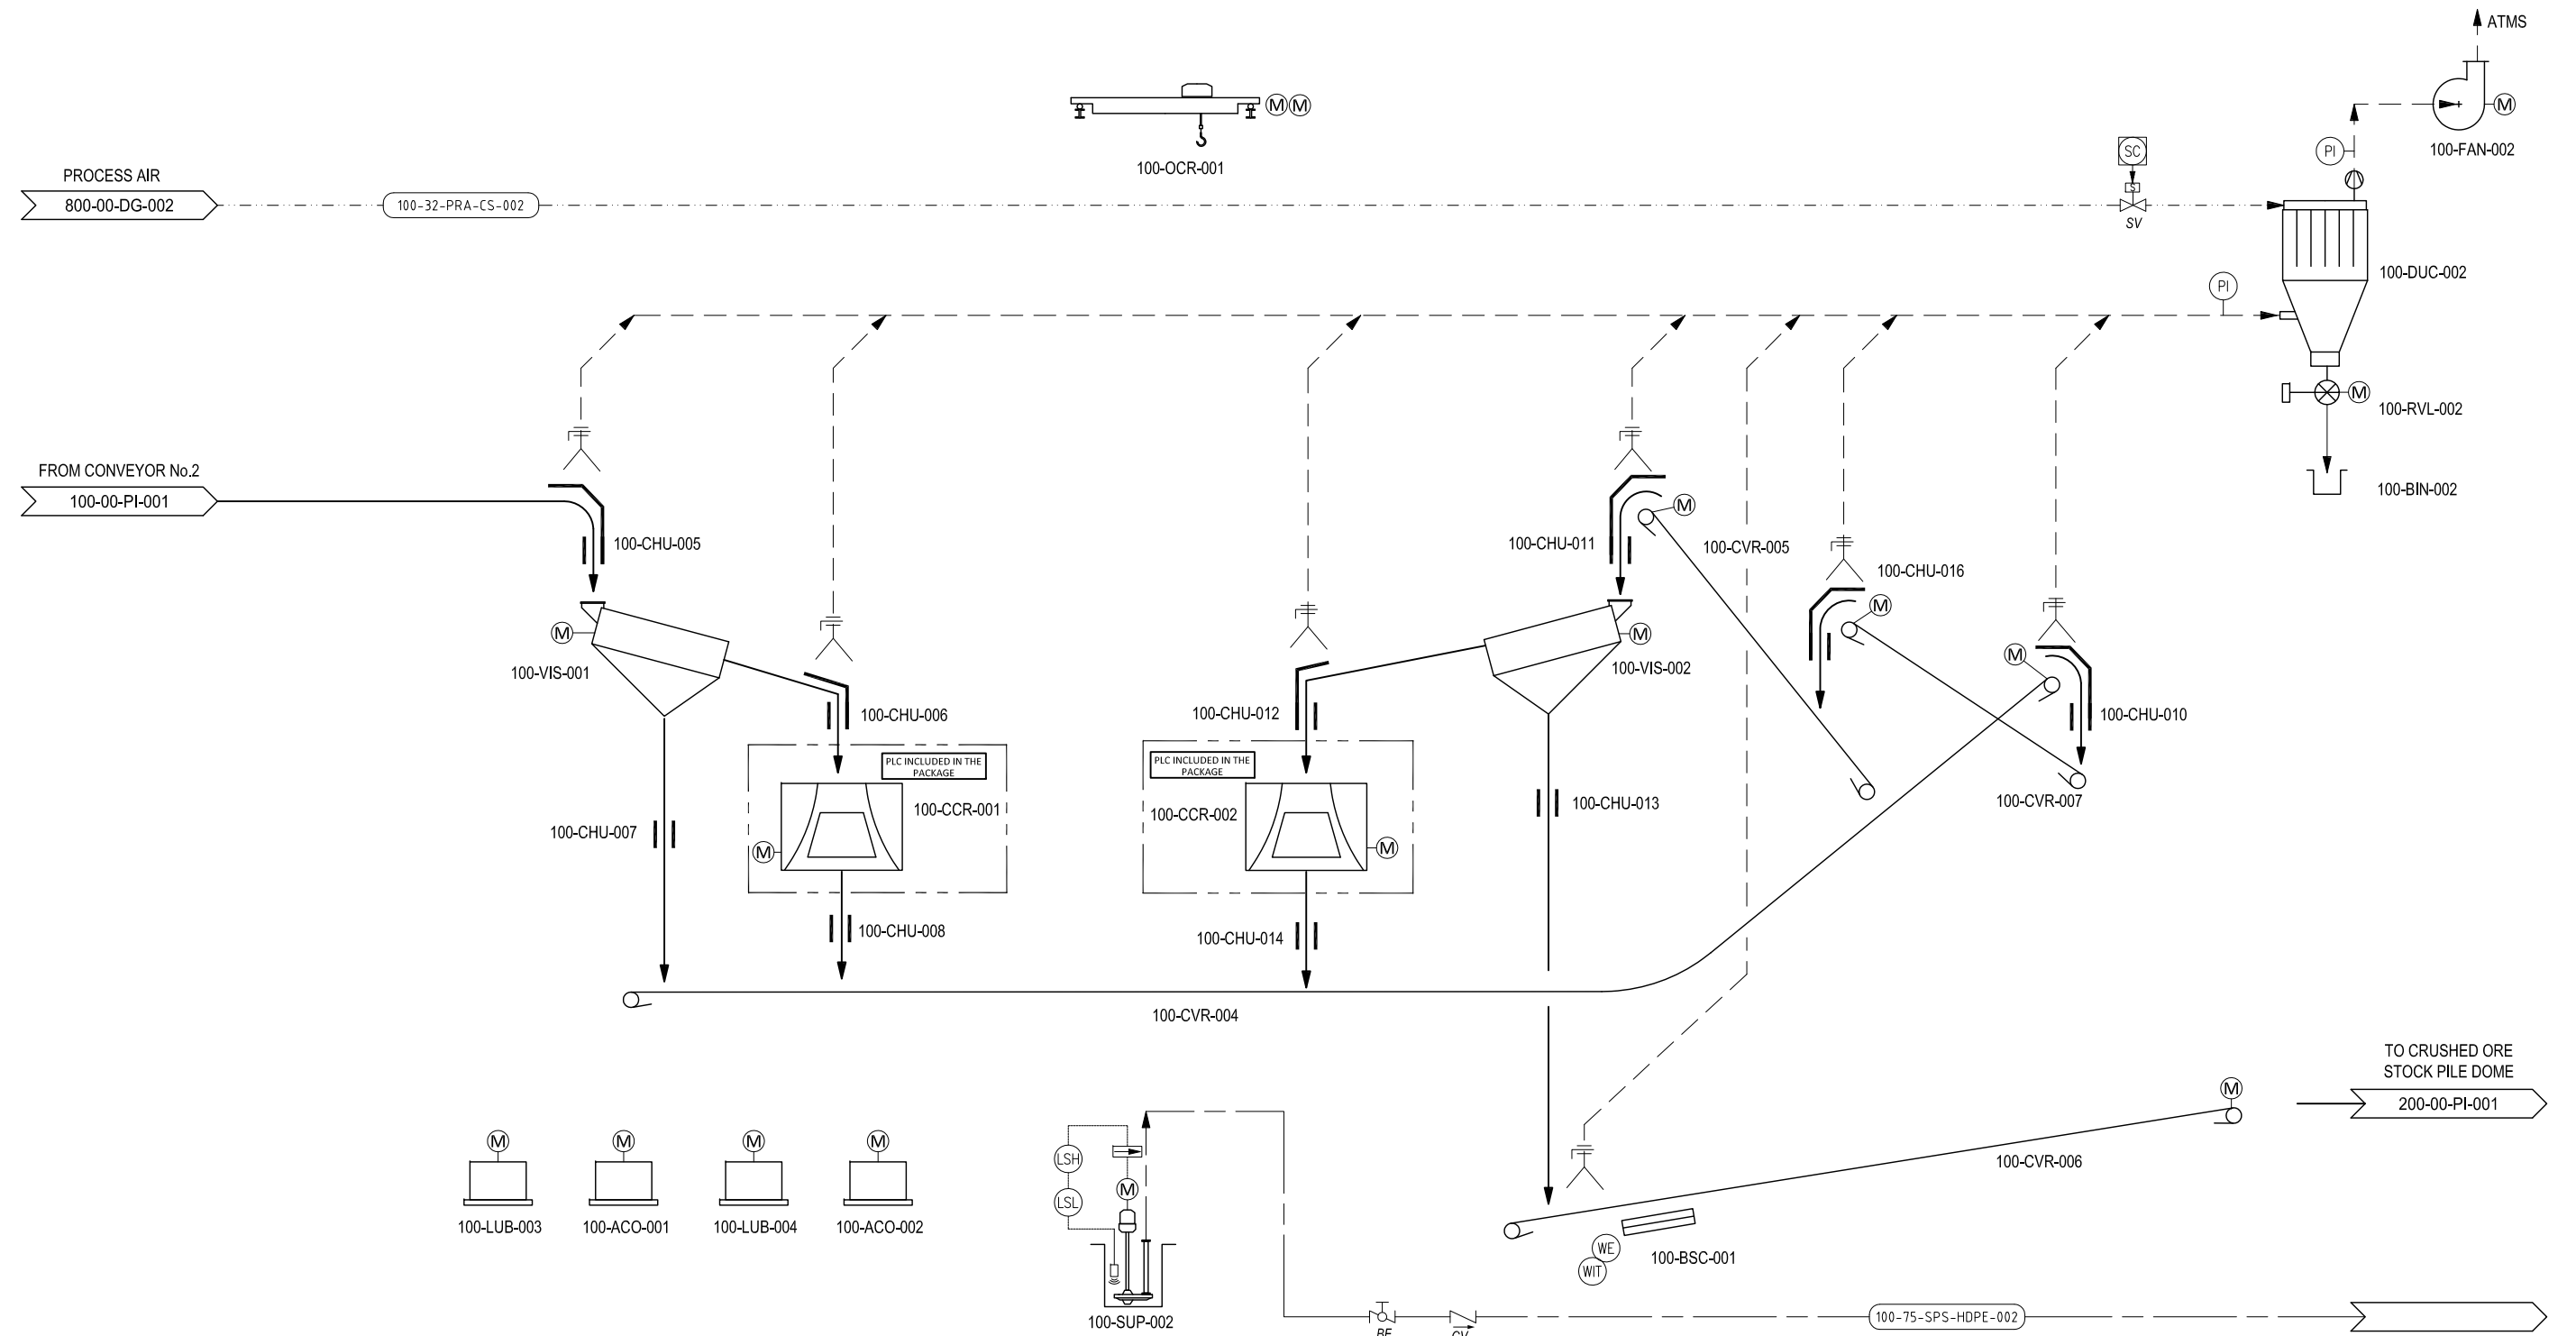 ATMS
M M
M
100-FAN-002
100-OCR-001
SC
PI
PROCESS AIR
800-00-DG-002
100-32-PRA-CS-002
S
SV
100-DUC-002
PI
M
100-RVL-002
FROM CONVEYOR No.2
100-00-PI-001
100-BIN-002
M
100-CHU-005
100-CHU-011
100-CVR-005
100-CHU-016
M
M
M
M
100-VIS-001
100-VIS-002
100-CHU-006
100-CHU-012
100-CHU-010
PLC INCLUDED IN THE
PACKAGE
PLC INCLUDED IN THE
PACKAGE
100-CCR-001
100-CCR-002
100-CHU-013
100-CVR-007
100-CHU-007
M
M
100-CHU-008
100-CHU-014
100-CVR-004
TO CRUSHED ORE
STOCK PILE DOME
200-00-PI-001
M
M
M
M
M
LSH
LSL
M
100-CVR-006
100-LUB-003
100-ACO-001
100-LUB-004
100-ACO-002
WE
WIT
100-BSC-001
100-SUP-002
BF
CV
100-75-SPS-HDPE-002